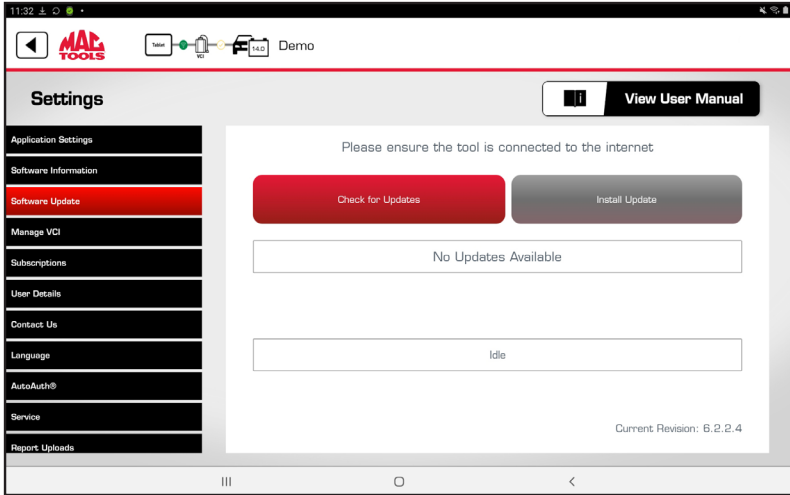 11:32
MAC
TOOLS
Tablet
VCI
14.0
Demo
Settings
i
View User Manual
Application Settings
Software Information
Software Update
Manage VCI
Subscriptions
User Details
Contact Us
Language
AutoAuth®
Service
Report Uploads
Please ensure the tool is connected to the internet
Check for Updates
Install Update
No Updates Available
Idle
Current Revision: 6.2.2.4